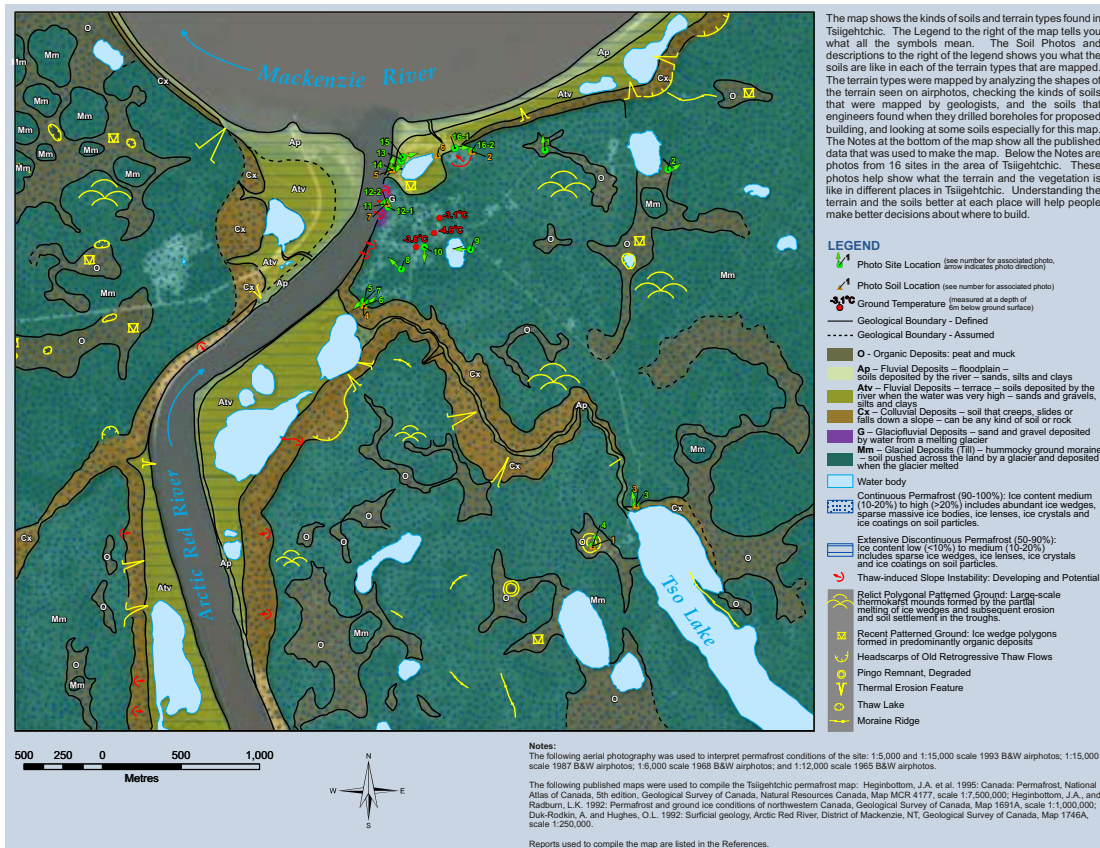 The map shows the kinds of soils and terrain types found in
Tsiigehtchic. The Legend to the right of the map tells you
what all the symbols mean. The Soil Photos and
descriptions to the right of the legend shows you what the
soils are like in each of the terrain types that are mapped.
The terrain types were mapped by analyzing the shapes of
the terrain seen on airphotos, checking the kinds of soils
that were mapped by geologists, and the soils that
engineers found when they drilled boreholes for proposed
building, and looking at some soils especially for this map.
The Notes at the bottom of the map show all the published
data that was used to make the map. Below the Notes are
photos from 16 sites in the area of Tsiigehtchic. These
photos help show what the terrain and the vegetation is
like in different places in Tsiigehtchic. Understanding the
terrain and the soils better at each place will help people
make better decisions about where to build.
LEGEND
1 Photo Site Location (see number for associated photo,
arrow indicates photo direction)
1 Photo Soil Location (see number for associated photo)
-3.1°C Ground Temperature (measured at a depth of
6m below ground surface)
Geological Boundary - Defined
Geological Boundary - Assumed
O - Organic Deposits: peat and muck
Ap – Fluvial Deposits – floodplain –
soils deposited by the river – sands, silts and clays
Atv – Fluvial Deposits – terrace – soils deposited by the
river when the water was very high – sands and gravels,
silts and clays
Cx – Colluvial Deposits – soil that creeps, slides or
falls down a slope – can be any kind of soil or rock
G – Glaciofluvial Deposits – sand and gravel deposited
by water from a melting glacier
Mm – Glacial Deposits (Till) – hummocky ground moraine
– soil pushed across the land by a glacier and deposited
when the glacier melted
Water body
Continuous Permafrost (90-100%): Ice content medium
(10-20%) to high (>20%) includes abundant ice wedges,
sparse massive ice bodies, ice lenses, ice crystals and
ice coatings on soil particles.
Extensive Discontinuous Permafrost (50-90%):
Ice content low (<10%) to medium (10-20%)
includes sparse ice wedges, ice lenses, ice crystals
and ice coatings on soil particles.
Thaw-induced Slope Instability: Developing and Potential
Relict Polygonal Patterned Ground: Large-scale
thermokarst mounds formed by the partial
melting of ice wedges and subsequent erosion
and soil settlement in the troughs.
Recent Patterned Ground: Ice wedge polygons
formed in predominantly organic deposits
Headscarps of Old Retrogressive Thaw Flows
Pingo Remnant, Degraded
Thermal Erosion Feature
Thaw Lake
Moraine Ridge
Mackenzie River
Arctic Red River
Tso Lake
-3.1°C
16-1
16-2
12-2
12-1
15
13
14
11
10
9
8
500 250 0 500 1,000
Metres
N
W E
S
Notes:
The following aerial photography was used to interpret permafrost conditions of the site: 1:5,000 and 1:15,000 scale 1993 B&W airphotos; 1:15,000
scale 1987 B&W airphotos; 1:6,000 scale 1968 B&W airphotos; and 1:12,000 scale 1965 B&W airphotos.
The following published maps were used to compile the Tsiigehtchic permafrost map: Heginbottom, J.A. et al. 1995: Canada: Permafrost, National
Atlas of Canada, 5th edition, Geological Survey of Canada, Natural Resources Canada, Map MCR 4177, scale 1:7,500,000; Heginbottom, J.A., and
Radburn, L.K. 1992: Permafrost and ground ice conditions of northwestern Canada, Geological Survey of Canada, Map 1691A, scale 1:1,000,000;
Duk-Rodkin, A. and Hughes, O.L. 1992: Surficial geology, Arctic Red River, District of Mackenzie, NT, Geological Survey of Canada, Map 1746A,
scale 1:250,000.
Reports used to compile the map are listed in the References.